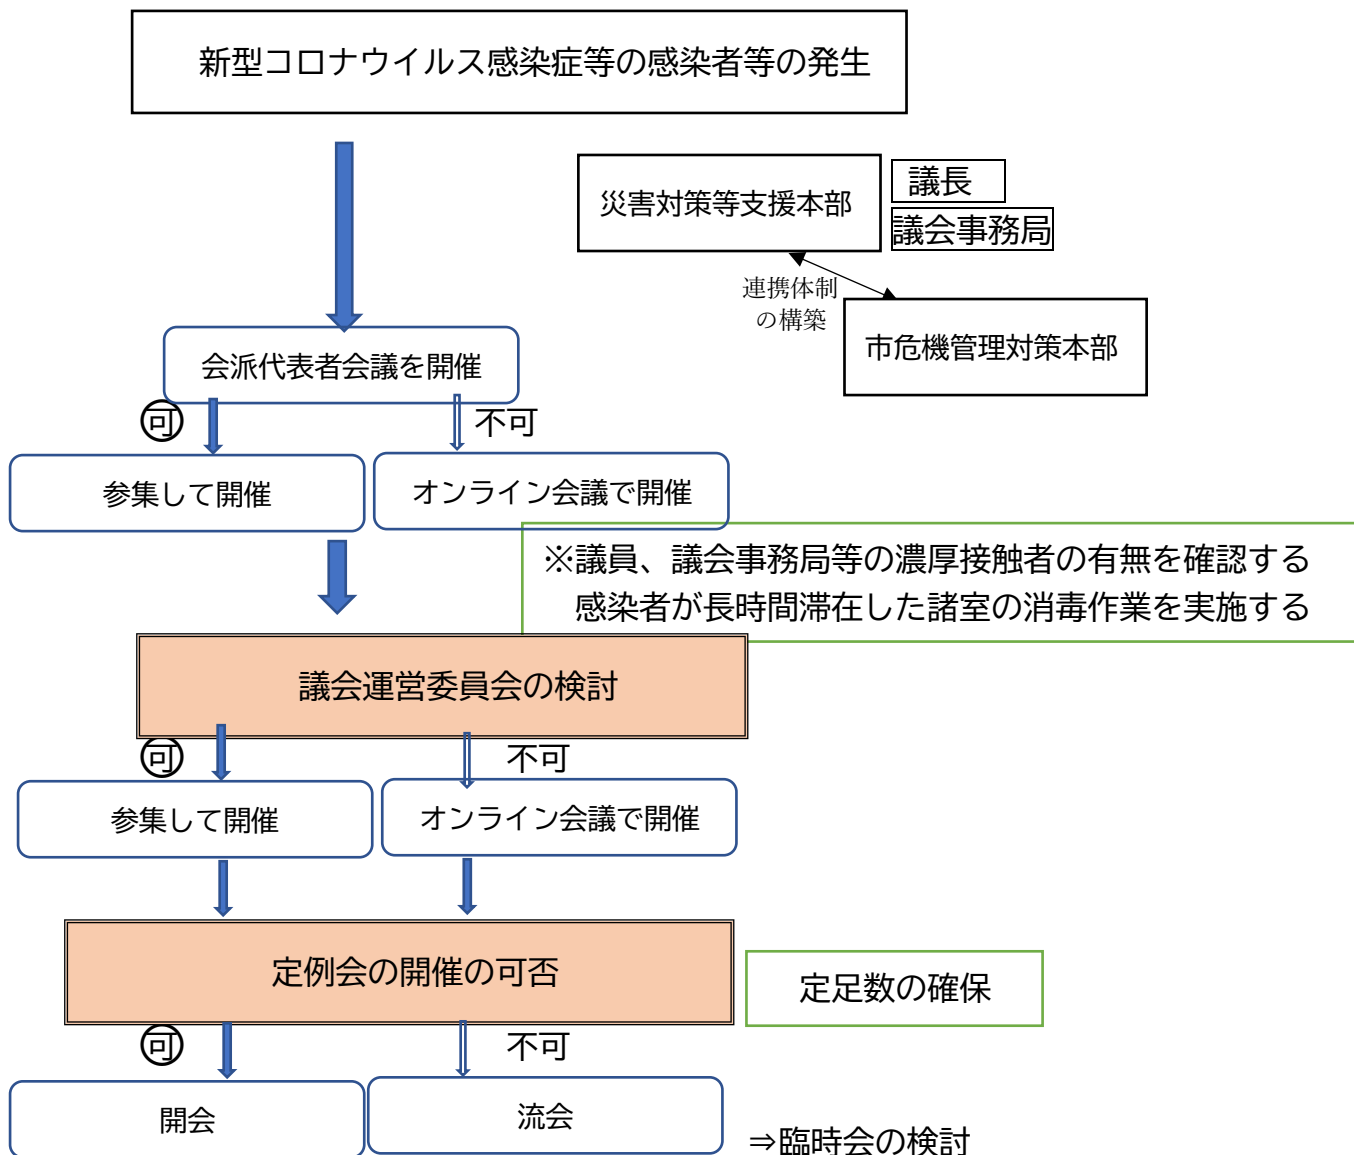 新型コロナウイルス感染症等の感染者等の発生
災害対策等支援本部
議長
議会事務局
連携体制
の構築
市危機管理対策本部
会派代表者会議を開催
㊢
不可
参集して開催
オンライン会議で開催
※議員、議会事務局等の濃厚接触者の有無を確認する
感染者が長時間滞在した諸室の消毒作業を実施する
議会運営委員会の検討
可
不可
参集して開催
オンライン会議で開催
定例会の開催の可否
定足数の確保
可
不可
開会
流会
⇒臨時会の検討